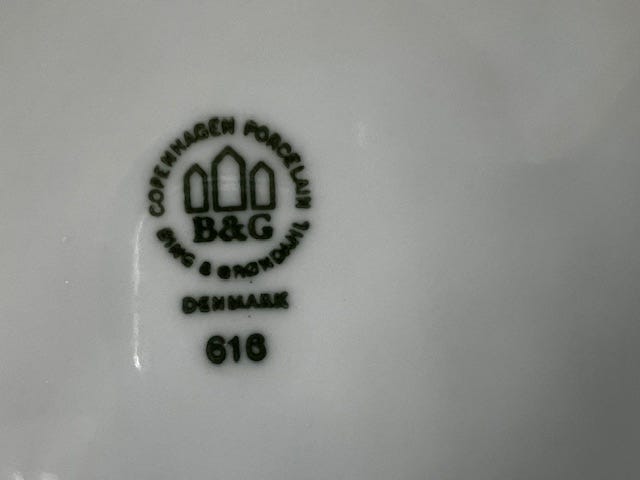 COPENHAGEN PORCELAIN
B&G
BING & GRØNDAHL
DENMARK
616